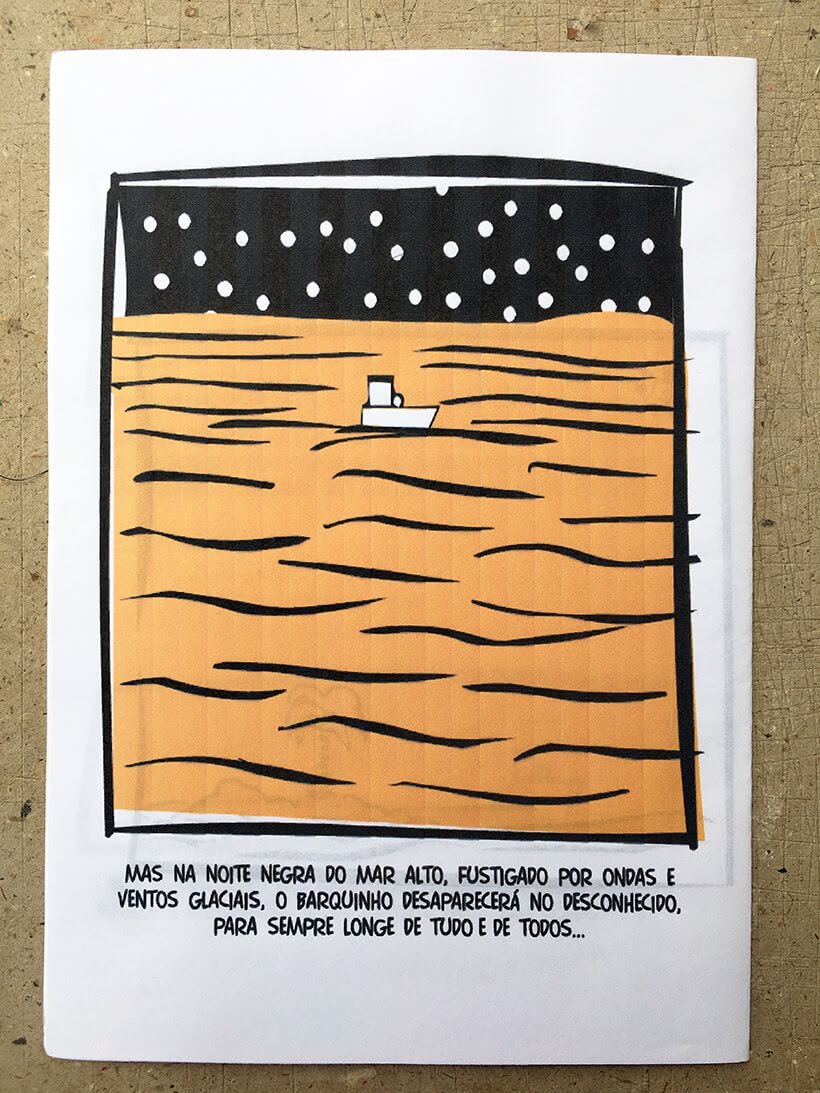 MAS NA NOITE NEGRA DO MAR ALTO, FUSTIGADO POR ONDAS E
VENTOS GLACIAIS, O BARQUINHO DESAPARECERÁ NO DESCONHECIDO,
PARA SEMPRE LONGE DE TUDO E DE TODOS...